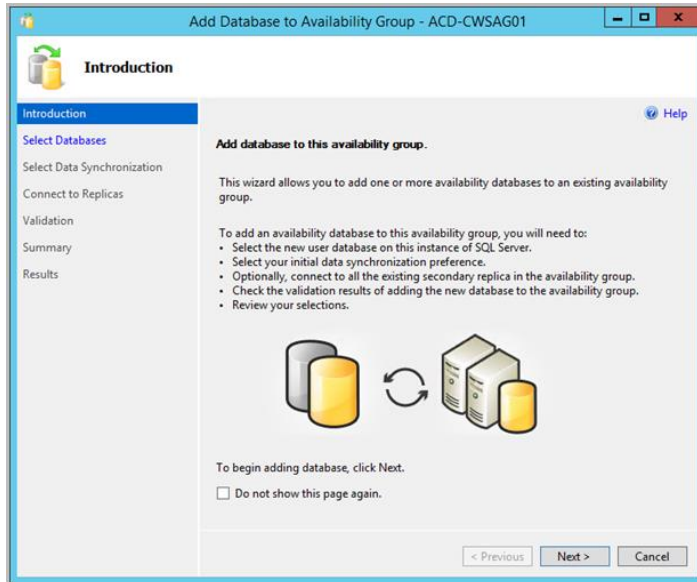 Add Database to Availability Group - ACD-CWSAG01
Introduction
Introduction
Select Databases
Select Data Synchronization
Connect to Replicas
Validation
Summary
Results
Help
Add database to this availability group.
This wizard allows you to add one or more availability databases to an existing availability
group.
To add an availability database to this availability group, you will need to:
• Select the new user database on this instance of SQL Server.
• Select your initial data synchronization preference.
• Optionally, connect to all the existing secondary replica in the availability group.
• Check the validation results of adding the new database to the availability group.
• Review your selections.
To begin adding database, click Next.
Do not show this page again.
< Previous
Next >
Cancel